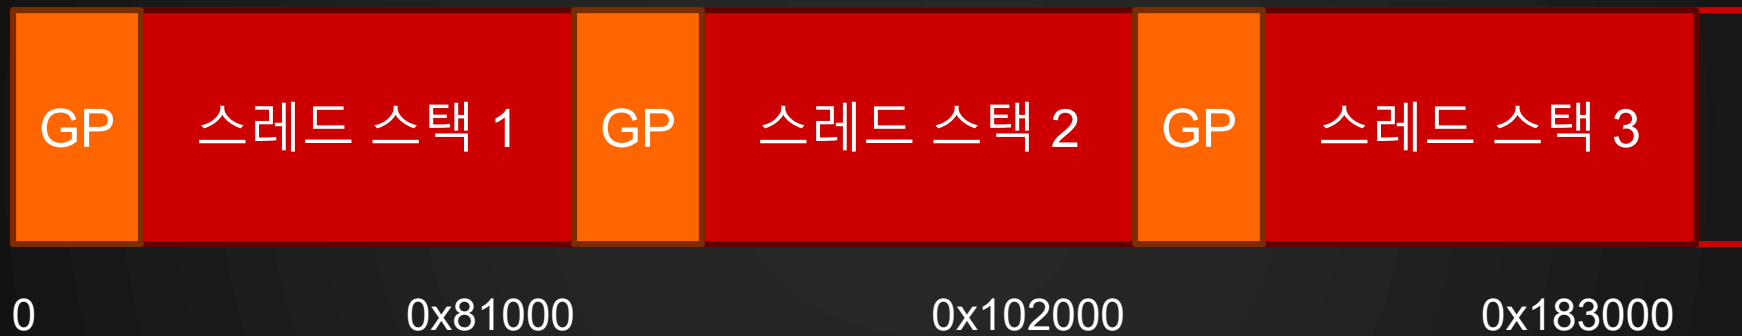 GP 스레드 스택 1 GP 스레드 스택 2 GP 스레드 스택 3
0 0x81000 0x102000 0x183000